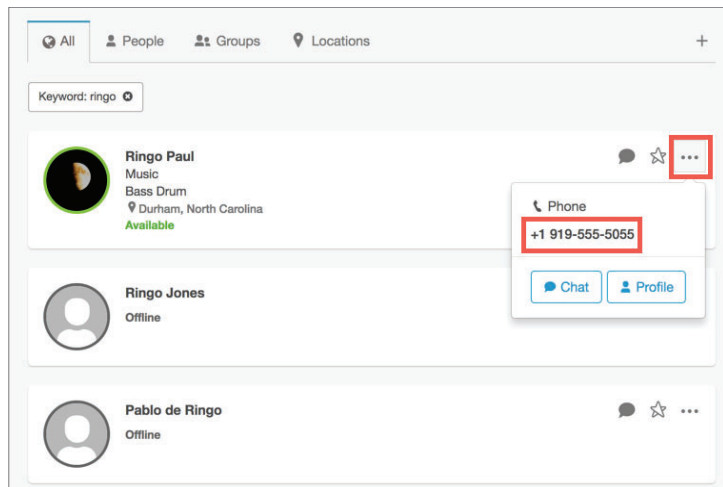 All People Groups Locations
Keyword: ringo
Ringo Paul
Music
Bass Drum
Durham, North Carolina
Available
Phone
+1 919-555-5055
Chat Profile
Ringo Jones
Offline
Pablo de Ringo
Offline